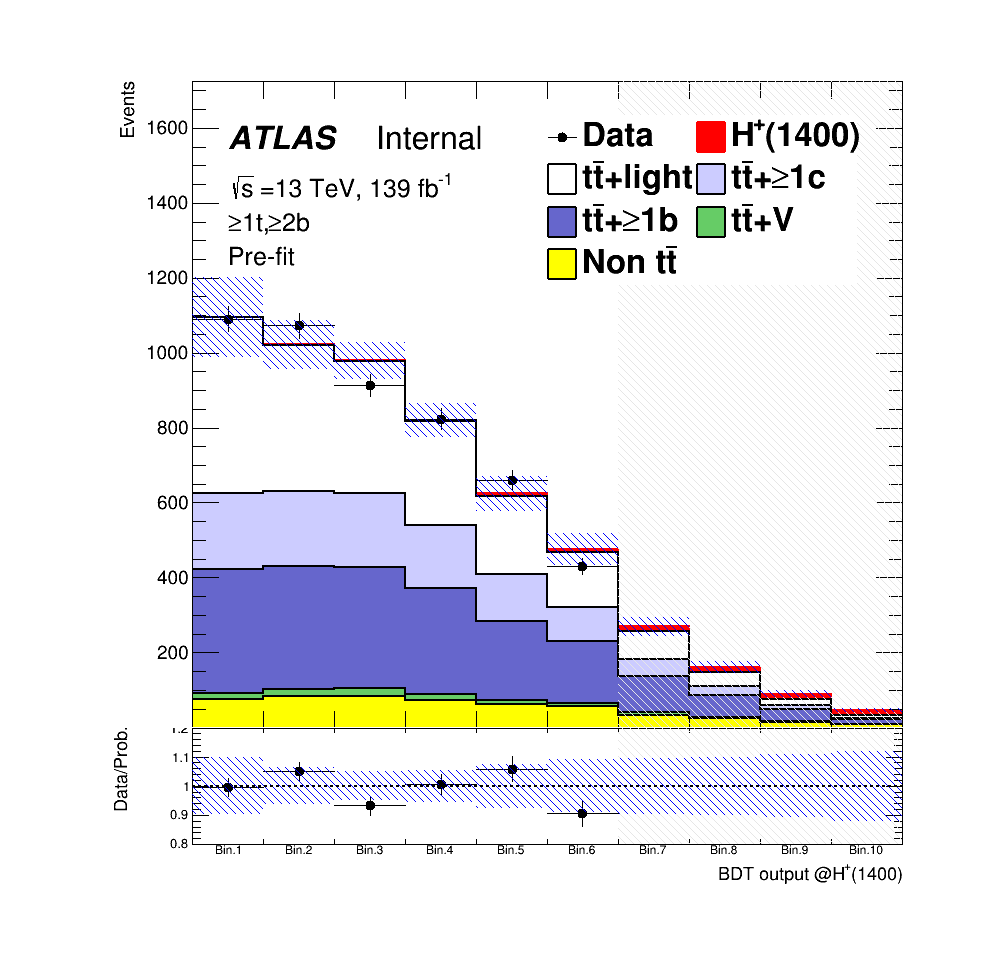 Events
1600
1400
1200
1000
800
600
400
200
ATLAS Internal
√s =13 TeV, 139 fb⁻¹
≥1t,≥2b
Pre-fit
Data H⁺(1400)
tt̄+light tt̄+≥1c
tt̄+≥1b tt̄+V
Non tt̄
Data/Prob.
1.2
1.1
1
0.9
0.8
Bin.1 Bin.2 Bin.3 Bin.4 Bin.5 Bin.6 Bin.7 Bin.8 Bin.9 Bin.10
BDT output @H⁺(1400)